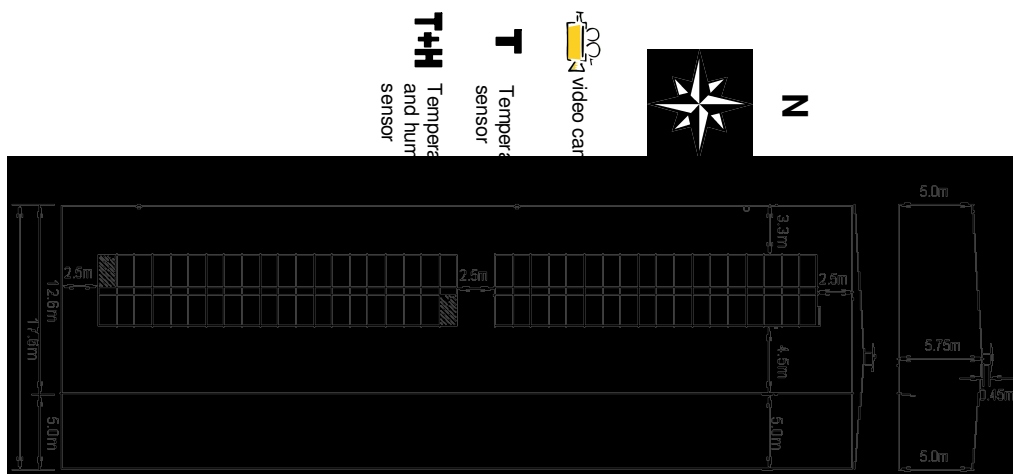 T+H
Tempera
and hum
sensor
T
Tempera
sensor
video car
N
5.0m
3.3m
2.5m
2.5m
2.5m
12.6m
17.6m
4.5m
5.75m
0.45m
5.0m
5.0m
5.0m